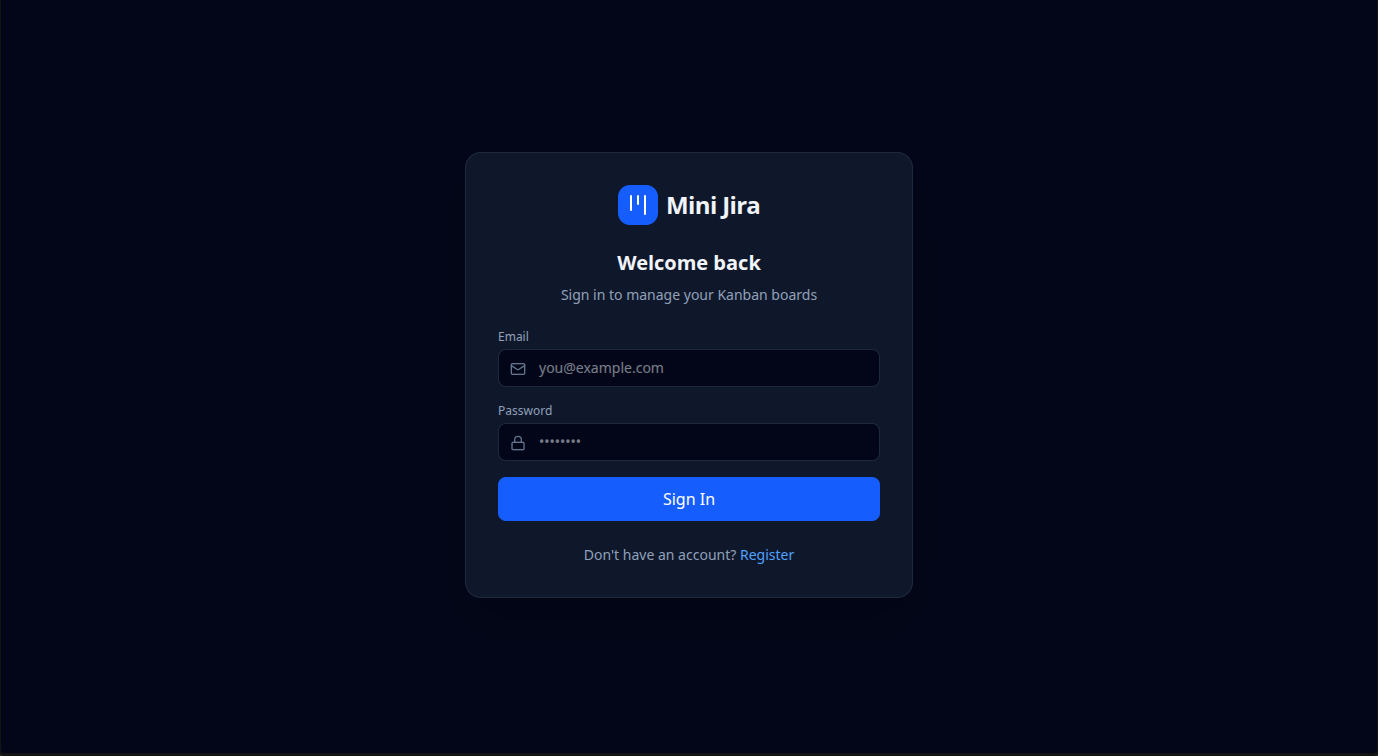 Mini Jira
Welcome back
Sign in to manage your Kanban boards
Email
you@example.com
Password
••••••••
Sign In
Don't have an account? Register